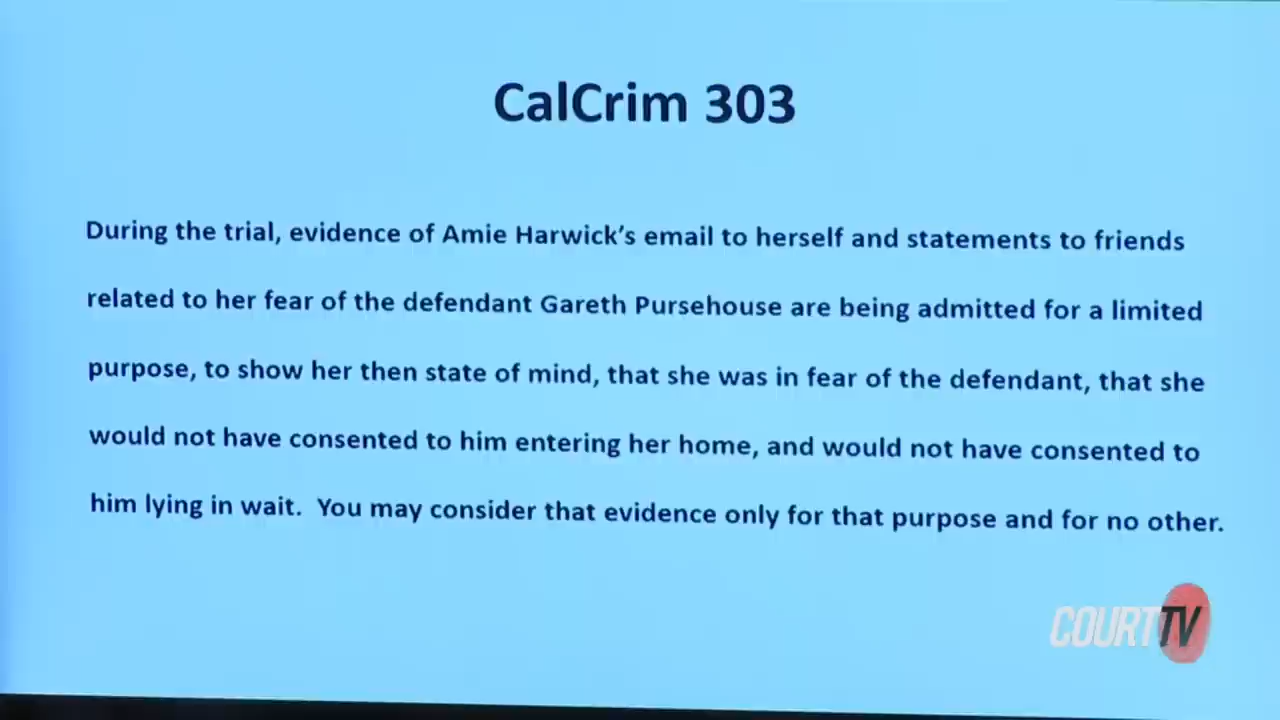 CalCrim 303
During the trial, evidence of Amie Harwick’s email to herself and statements to friends
related to her fear of the defendant Gareth Pursehouse are being admitted for a limited
purpose, to show her then state of mind, that she was in fear of the defendant, that she
would not have consented to him entering her home, and would not have consented to
him lying in wait.  You may consider that evidence only for that purpose and for no other.
COURT TV